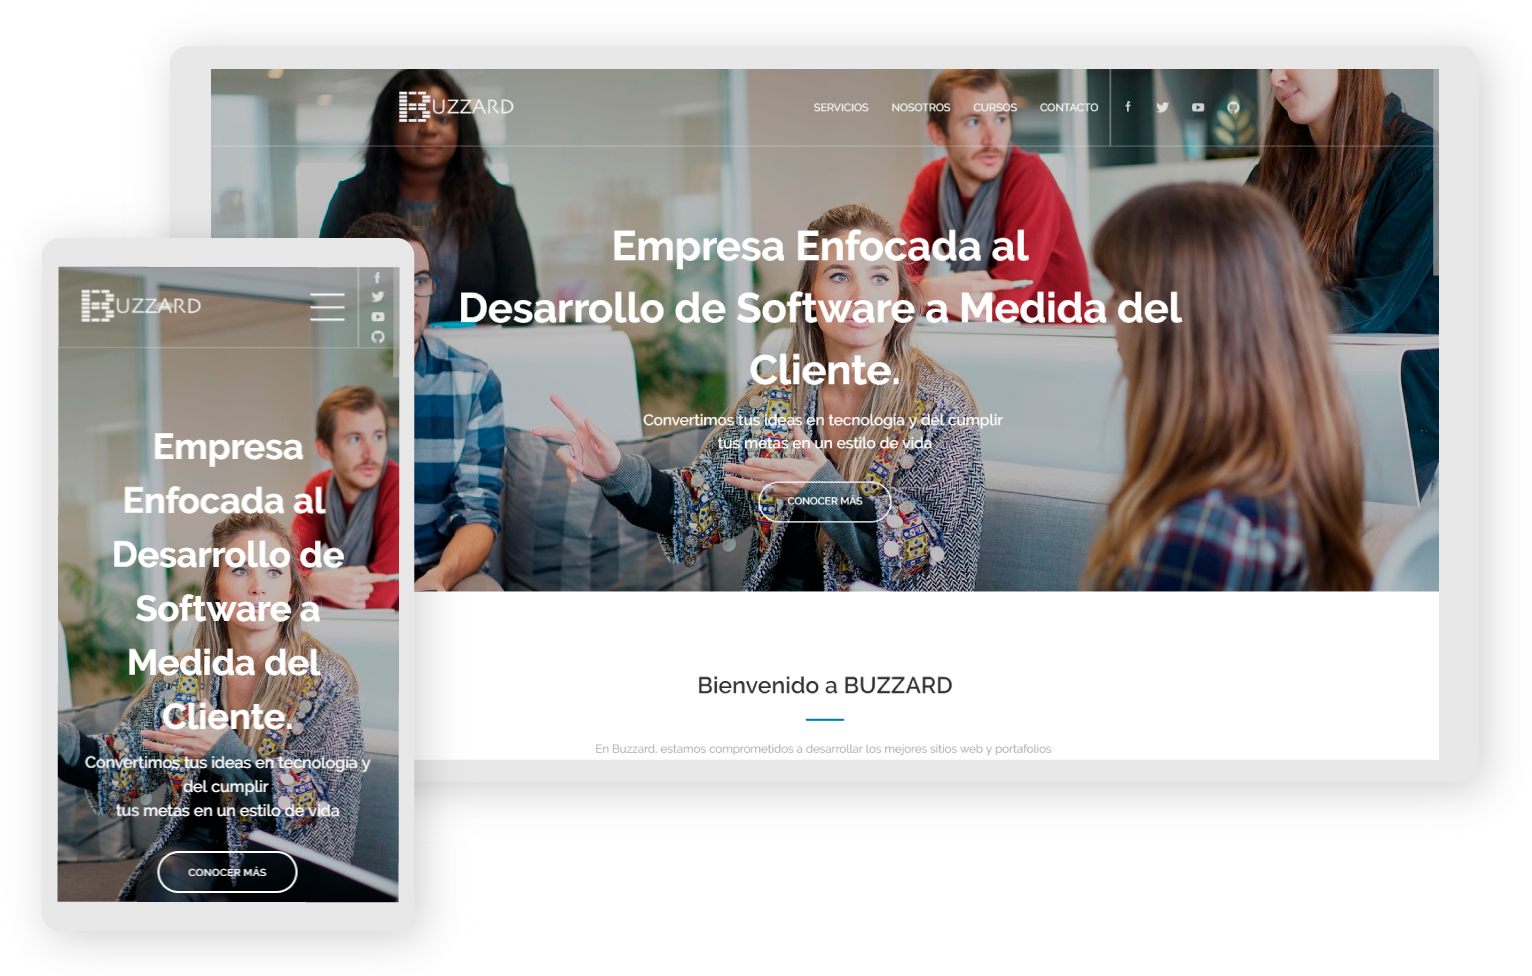 BUZZARD
SERVICIOS NOSOTROS CURSOS CONTACTO
Empresa Enfocada al
Desarrollo de Software a Medida del
Cliente.
Convertimos tus ideas en tecnología y del cumplir
tus metas en un estilo de vida
CONOCER MÁS
Bienvenido a BUZZARD
En Buzzard, estamos comprometidos a desarrollar los mejores sitios web y portafolios
BUZZARD
Empresa
Enfocada al
Desarrollo de
Software a
Medida del
Cliente.
Convertimos tus ideas en tecnología y
del cumplir
tus metas en un estilo de vida
CONOCER MÁS